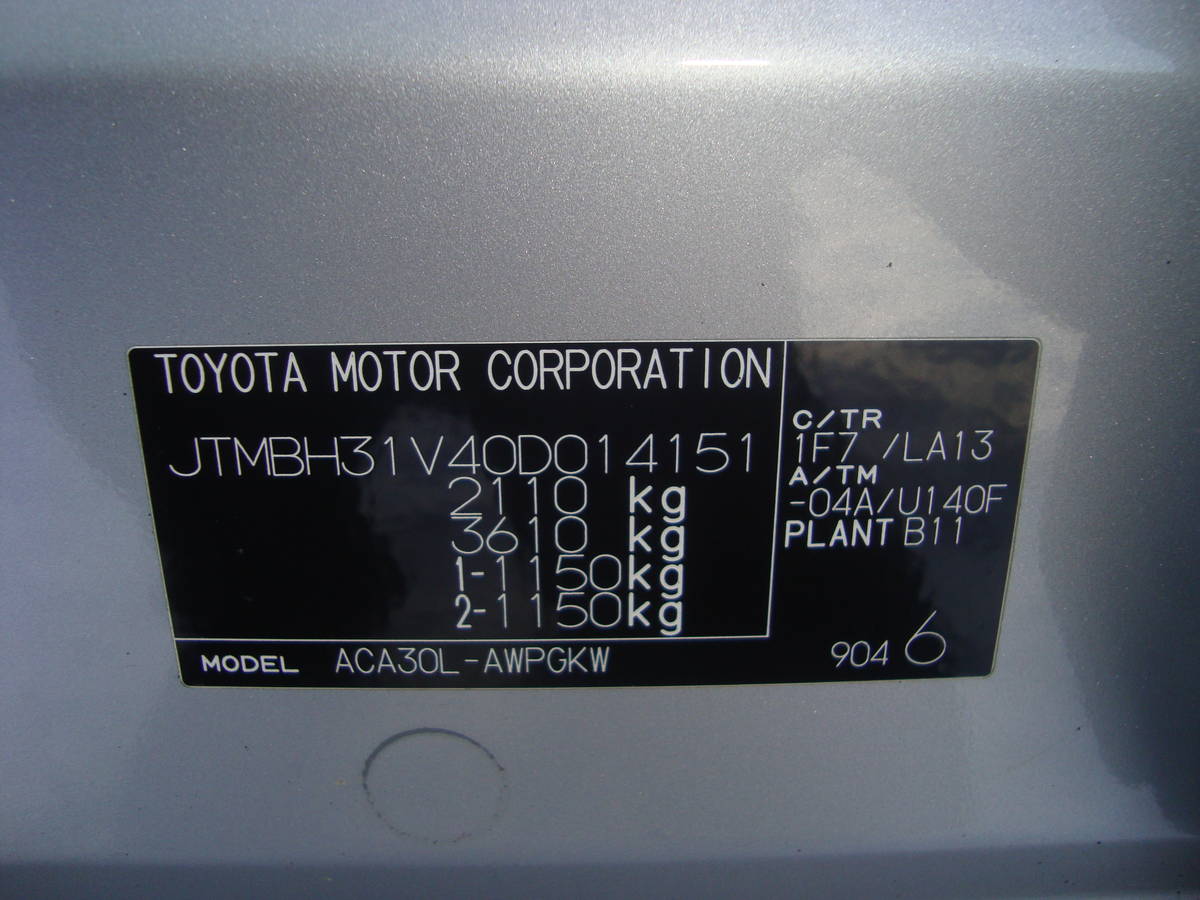 TOYOTA MOTOR CORPORATION
JTMBH31V40D014151
2110 kg
3610 kg
1-1150kg
2-1150kg
MODEL ACA30L-AWPGKW
C/TR
1F7 /LA13
A/TM
-04A/U140F
PLANT B11
904 6